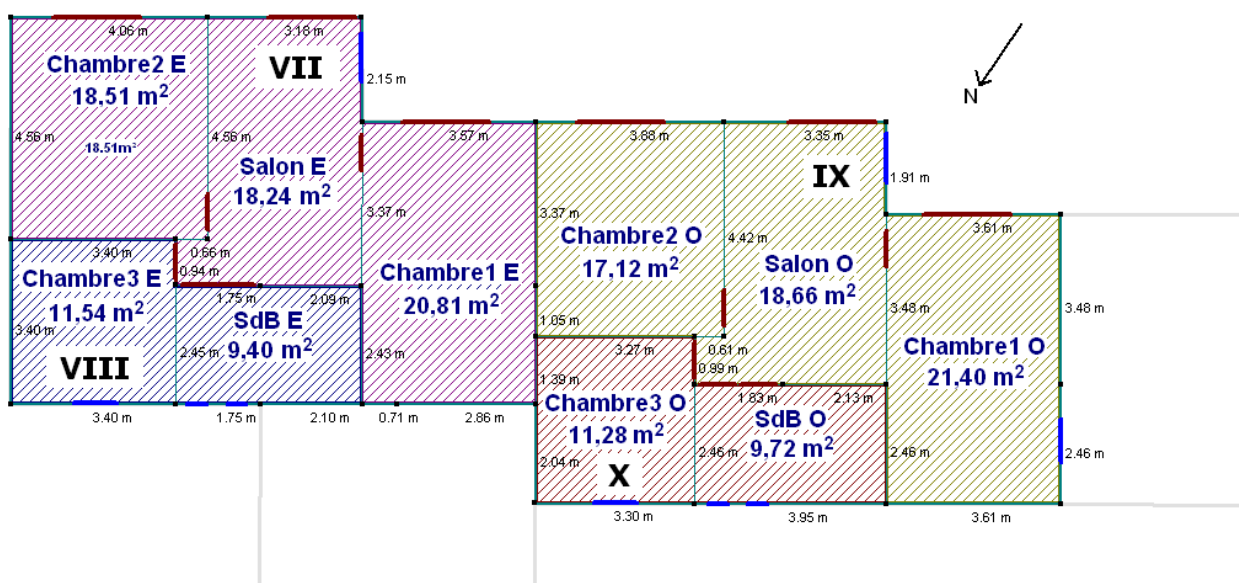 4.06 m
3.18 m
Chambre2 E
18,51 m²
VII
2.15 m
N
3.57 m
3.88 m
3.35 m
4.56 m
18.51m²
4.56 m
Salon E
18,24 m²
IX
1.91 m
3.37 m
3.37 m
3.61 m
Chambre2 O
17,12 m²
4.42 m
3.40 m
0.66 m
0.94 m
Chambre3 E
11,54 m²
Chambre1 E
20,81 m²
Salon O
18,66 m²
1.75 m
2.09 m
3.48 m
3.48 m
SdB E
9,40 m²
3.40 m
1.05 m
2.45 m
2.43 m
VIII
3.27 m
0.61 m
0.99 m
Chambre1 O
21,40 m²
1.39 m
1.83 m
2.13 m
3.40 m
1.75 m
2.10 m
0.71 m
2.86 m
Chambre3 O
11,28 m²
SdB O
9,72 m²
2.04 m
2.46 m
2.46 m
2.46 m
X
3.30 m
3.95 m
3.61 m